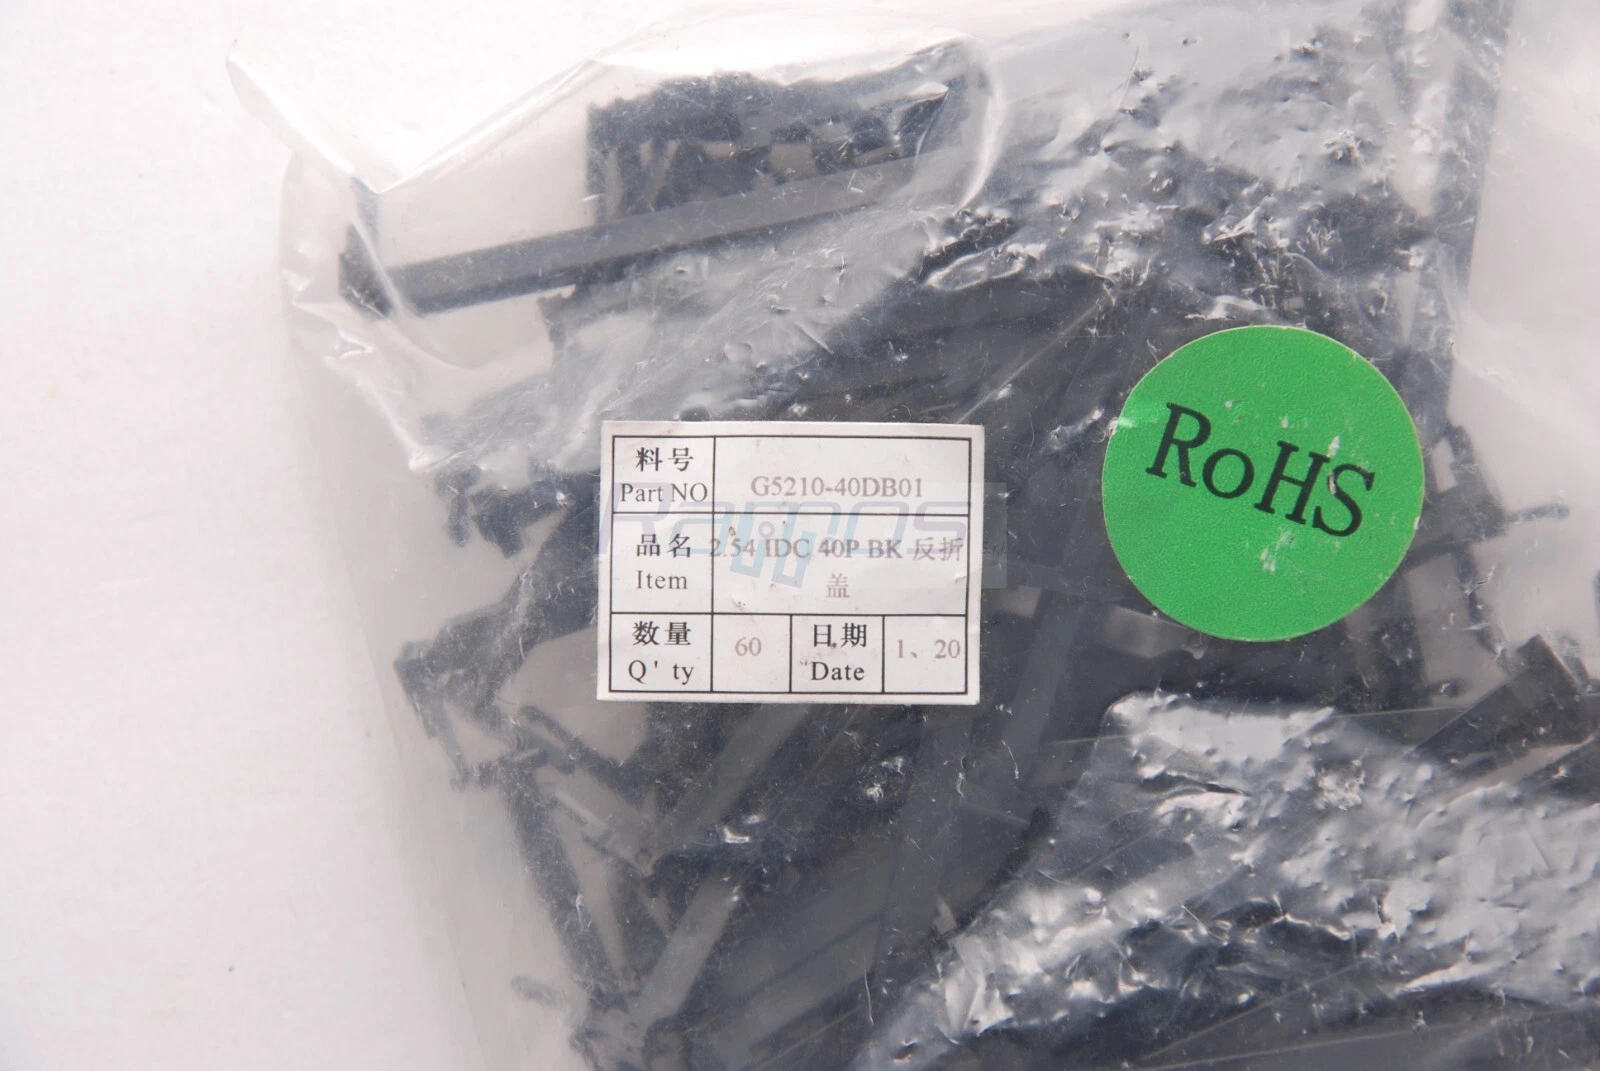 料号
Part NO
G5210-40DB01
品名
Item
2.54 IDC 40P BK 反折
盖
数量
Q' ty
60
日期
Date
1、20
RoHS